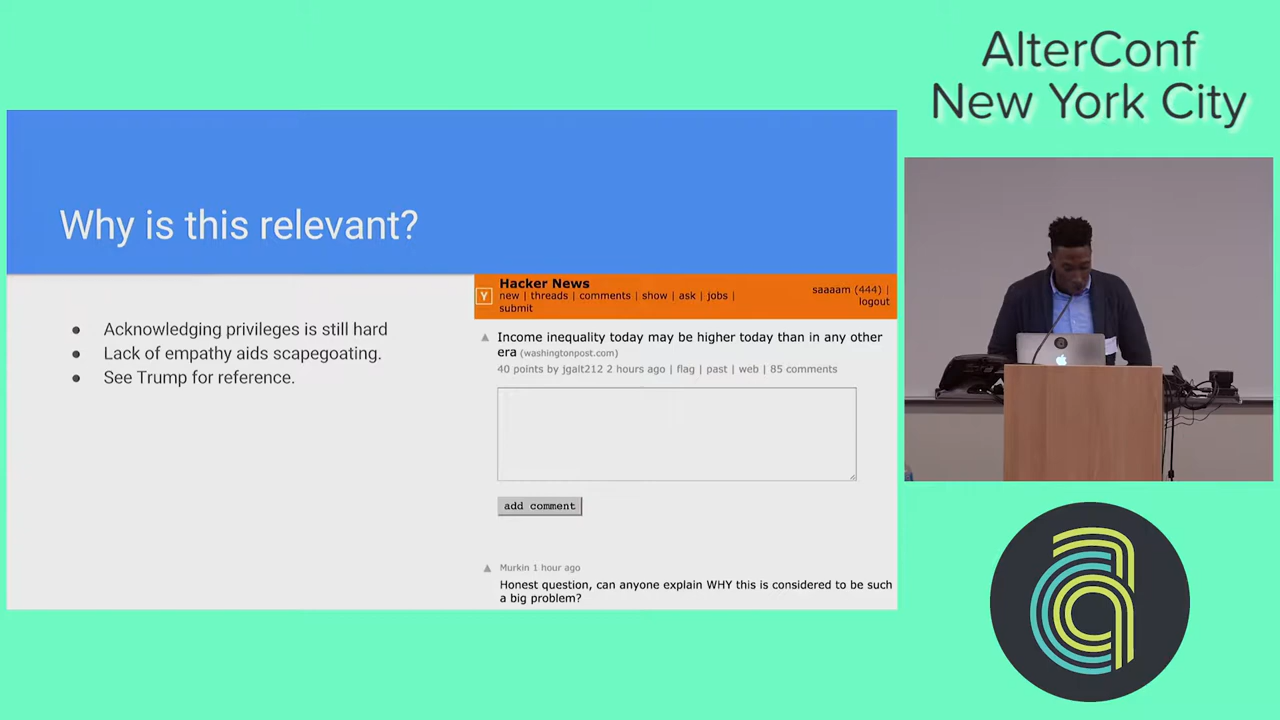 AlterConf
New York City
Why is this relevant?
● Acknowledging privileges is still hard
● Lack of empathy aids scapegoating.
● See Trump for reference.
Y
Hacker News
new | threads | comments | show | ask | jobs |
submit
saaaam (444) |
logout
Income inequality today may be higher today than in any other
era (washingtonpost.com)
40 points by jgalt212 2 hours ago | flag | past | web | 85 comments
add comment
Murkin 1 hour ago
Honest question, can anyone explain WHY this is considered to be such
a big problem?